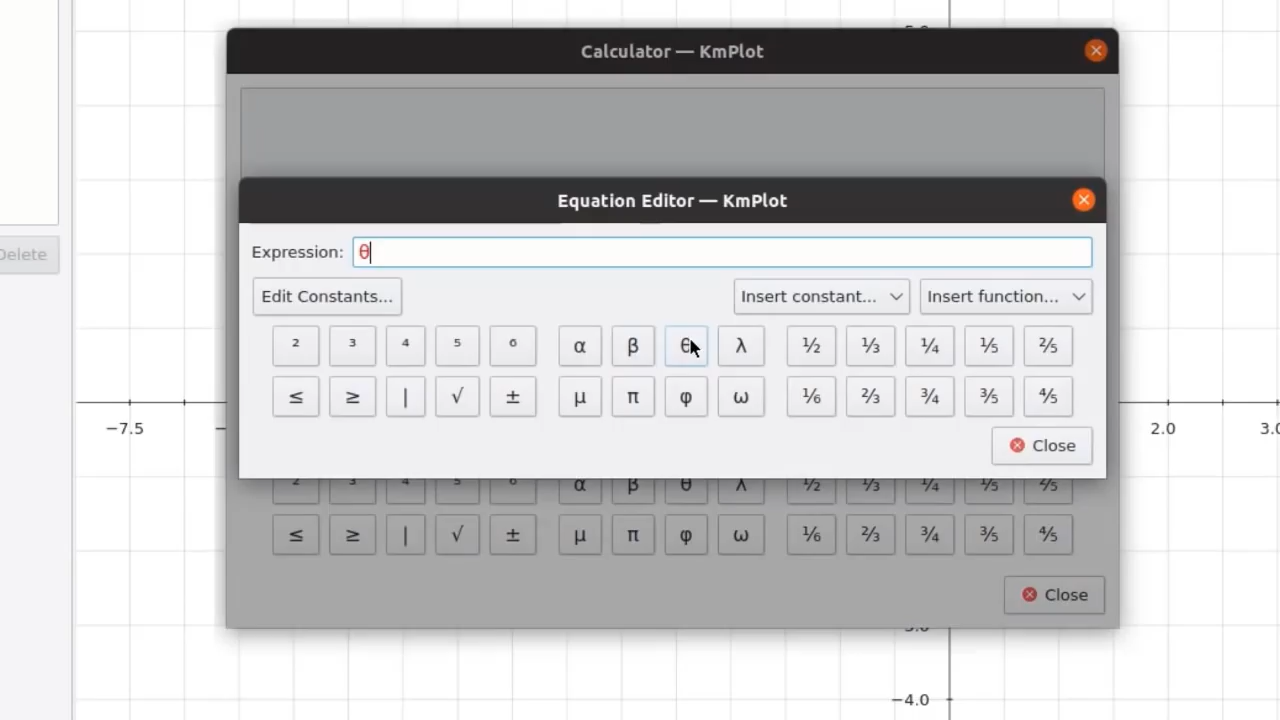 5.0
Calculator — KmPlot
Equation Editor — KmPlot
Delete
Expression: θ
Edit Constants... Insert constant... Insert function...
² ³ ⁴ ⁵ ⁶ α β θ λ ½ ⅓ ¼ ⅕ ⅖
≤ ≥ | √ ± μ π φ ω ⅙ ⅔ ¾ ⅗ ⅘
−7.5 2.0 3.0
Close
² ³ ⁴ ⁵ ⁶ α β θ λ ½ ⅓ ¼ ⅕ ⅖
≤ ≥ | √ ± μ π φ ω ⅙ ⅔ ¾ ⅗ ⅘
Close
−4.0